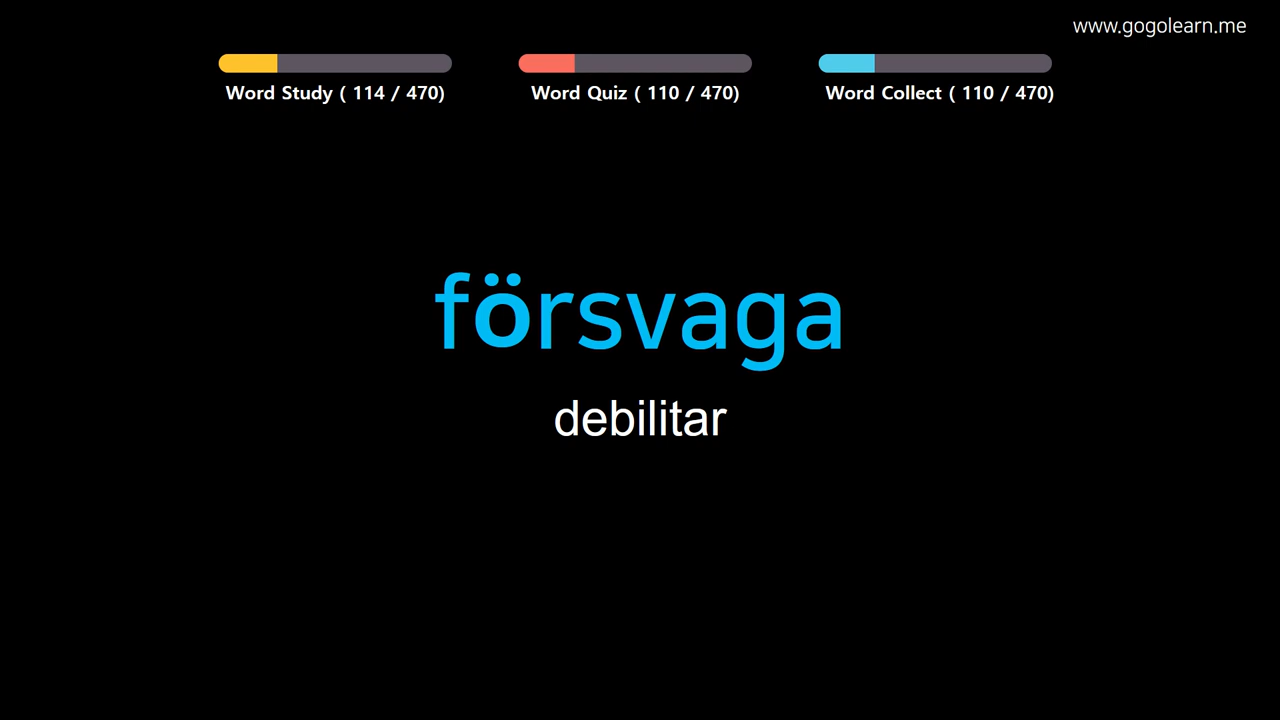 www.gogolearn.me
Word Study ( 114 / 470)
Word Quiz ( 110 / 470)
Word Collect ( 110 / 470)
försvaga
debilitar